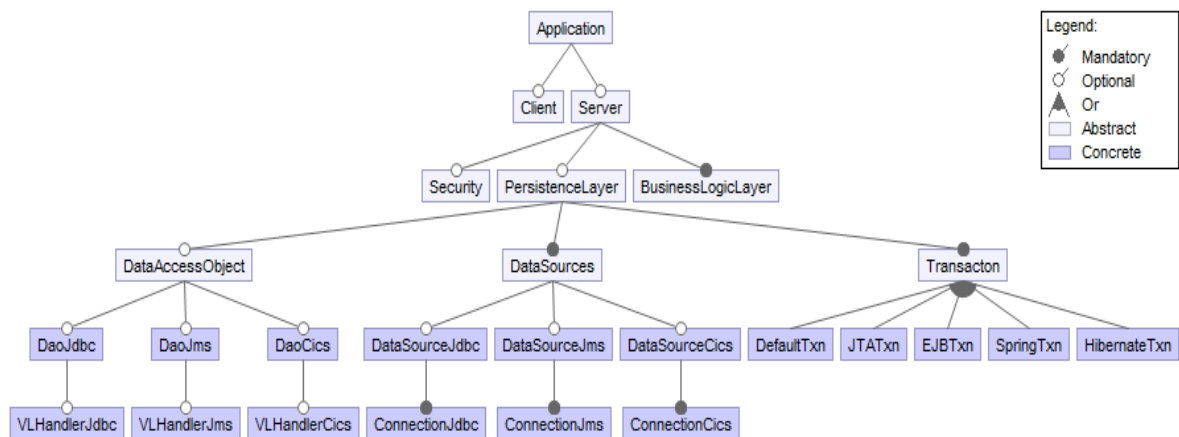 Application
Legend:
Mandatory
Optional
Or
Abstract
Concrete
Client Server
Security PersistenceLayer BusinessLogicLayer
DataAccessObject DataSources Transacton
DaoJdbc DaoJms DaoCics DataSourceJdbc DataSourceJms DataSourceCics DefaultTxn JTATxn EJBTxn SpringTxn HibernateTxn
VLHandlerJdbc VLHandlerJms VLHandlerCics ConnectionJdbc ConnectionJms ConnectionCics